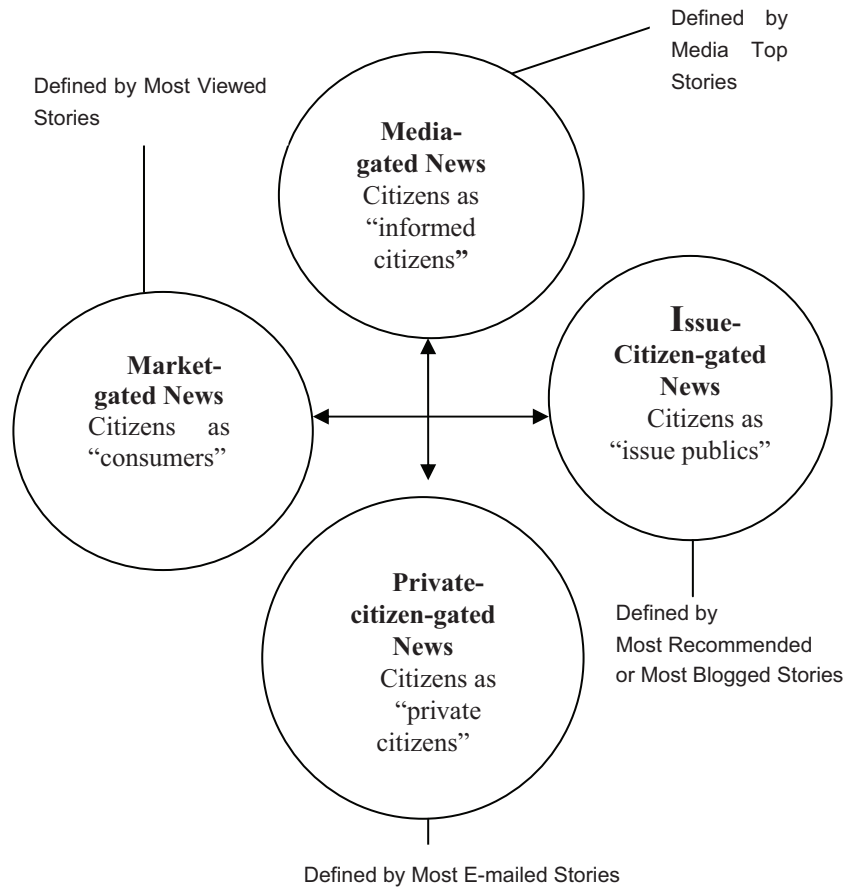 Defined by
Media Top
Stories
Defined by Most Viewed
Stories
Media-
gated News
Citizens as
“informed
citizens”
Issue-
Citizen-gated
News
Citizens as
“issue publics”
Market-
gated News
Citizens as
“consumers”
Private-
citizen-gated
News
Citizens as
“private
citizens”
Defined by
Most Recommended
or Most Blogged Stories
Defined by Most E-mailed Stories